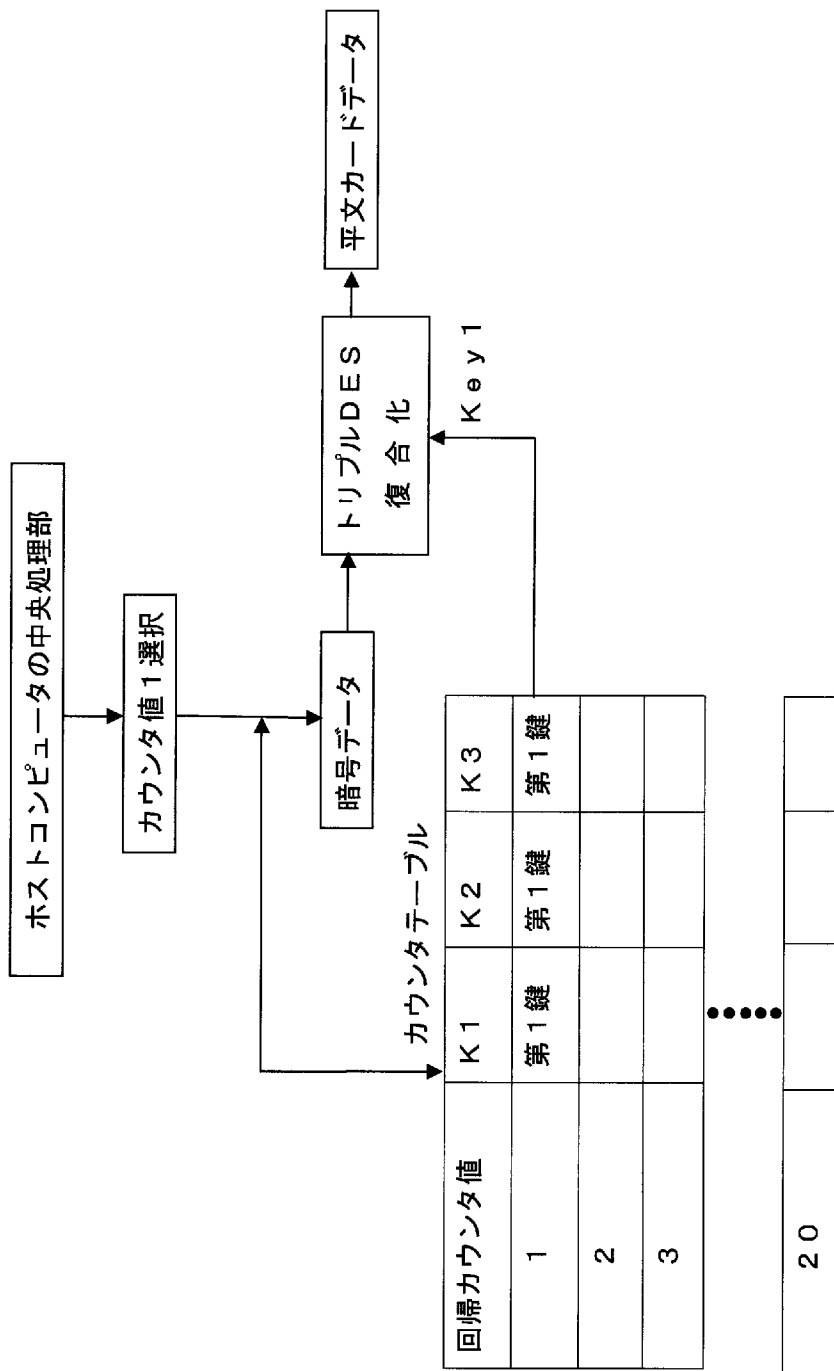 ホストコンピュータの中央処理部
カウンタ値1選択
暗号データ
トリプルDES
復合化
平文カードデータ
Key1
カウンタテーブル
回帰カウンタ値 K1 K2 K3
1 第1鍵 第1鍵 第1鍵
2
3
20